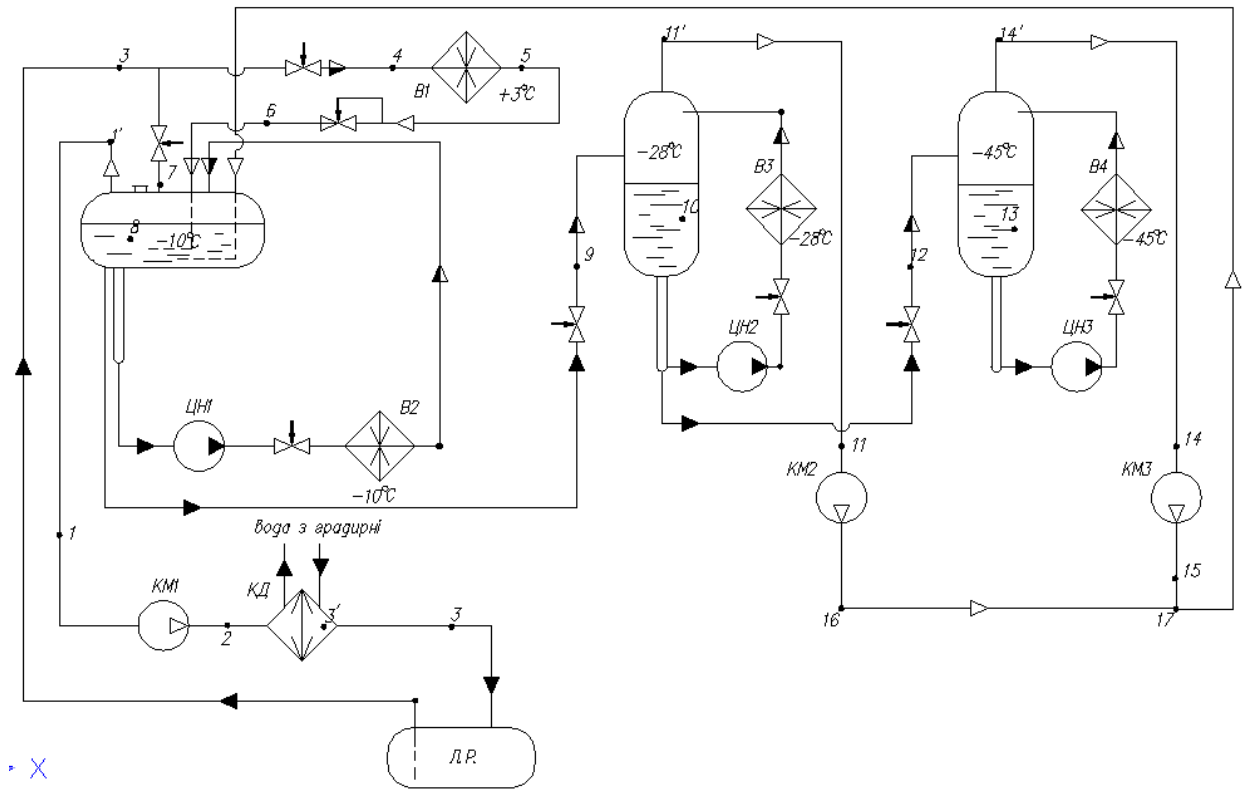 3
4
5
В1
+3°С
6
1'
7
8
-10°С
11'
-28°С
10
В3
-28°С
9
ЦН2
14'
-45°С
13
В4
-45°С
12
ЦН3
ЦН1
В2
-10°С
11
КМ2
14
КМ3
15
16
17
1
вода з градирні
КМ1
КД
2
3'
3
Л.Р.
X